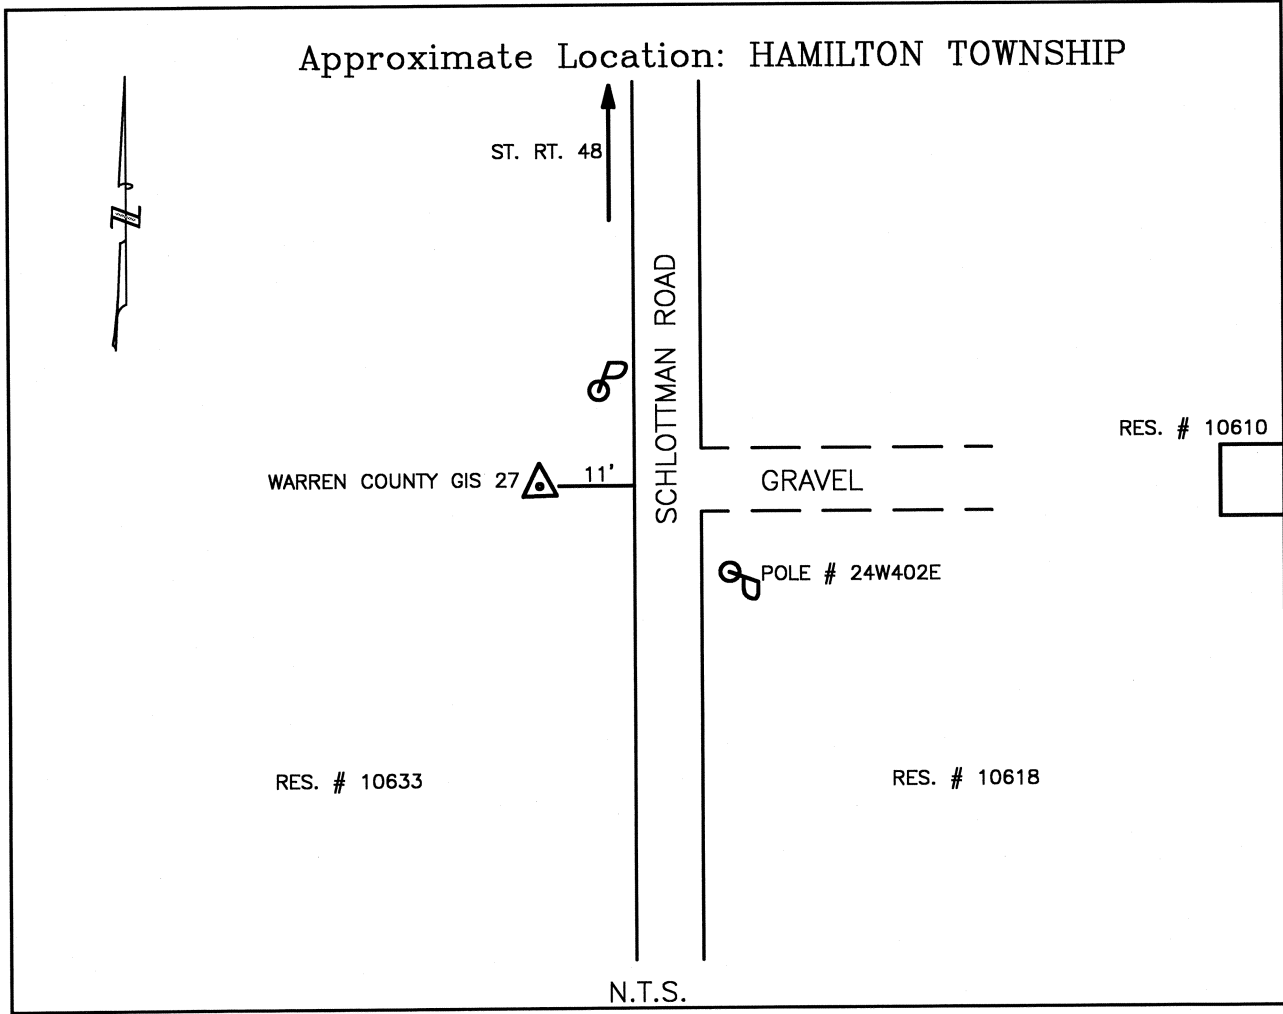 Approximate Location: HAMILTON TOWNSHIP
ST. RT. 48
N
SCHLOTTMAN ROAD
RES. # 10610
WARREN COUNTY GIS 27
11'
GRAVEL
POLE # 24W402E
RES. # 10633
RES. # 10618
N.T.S.